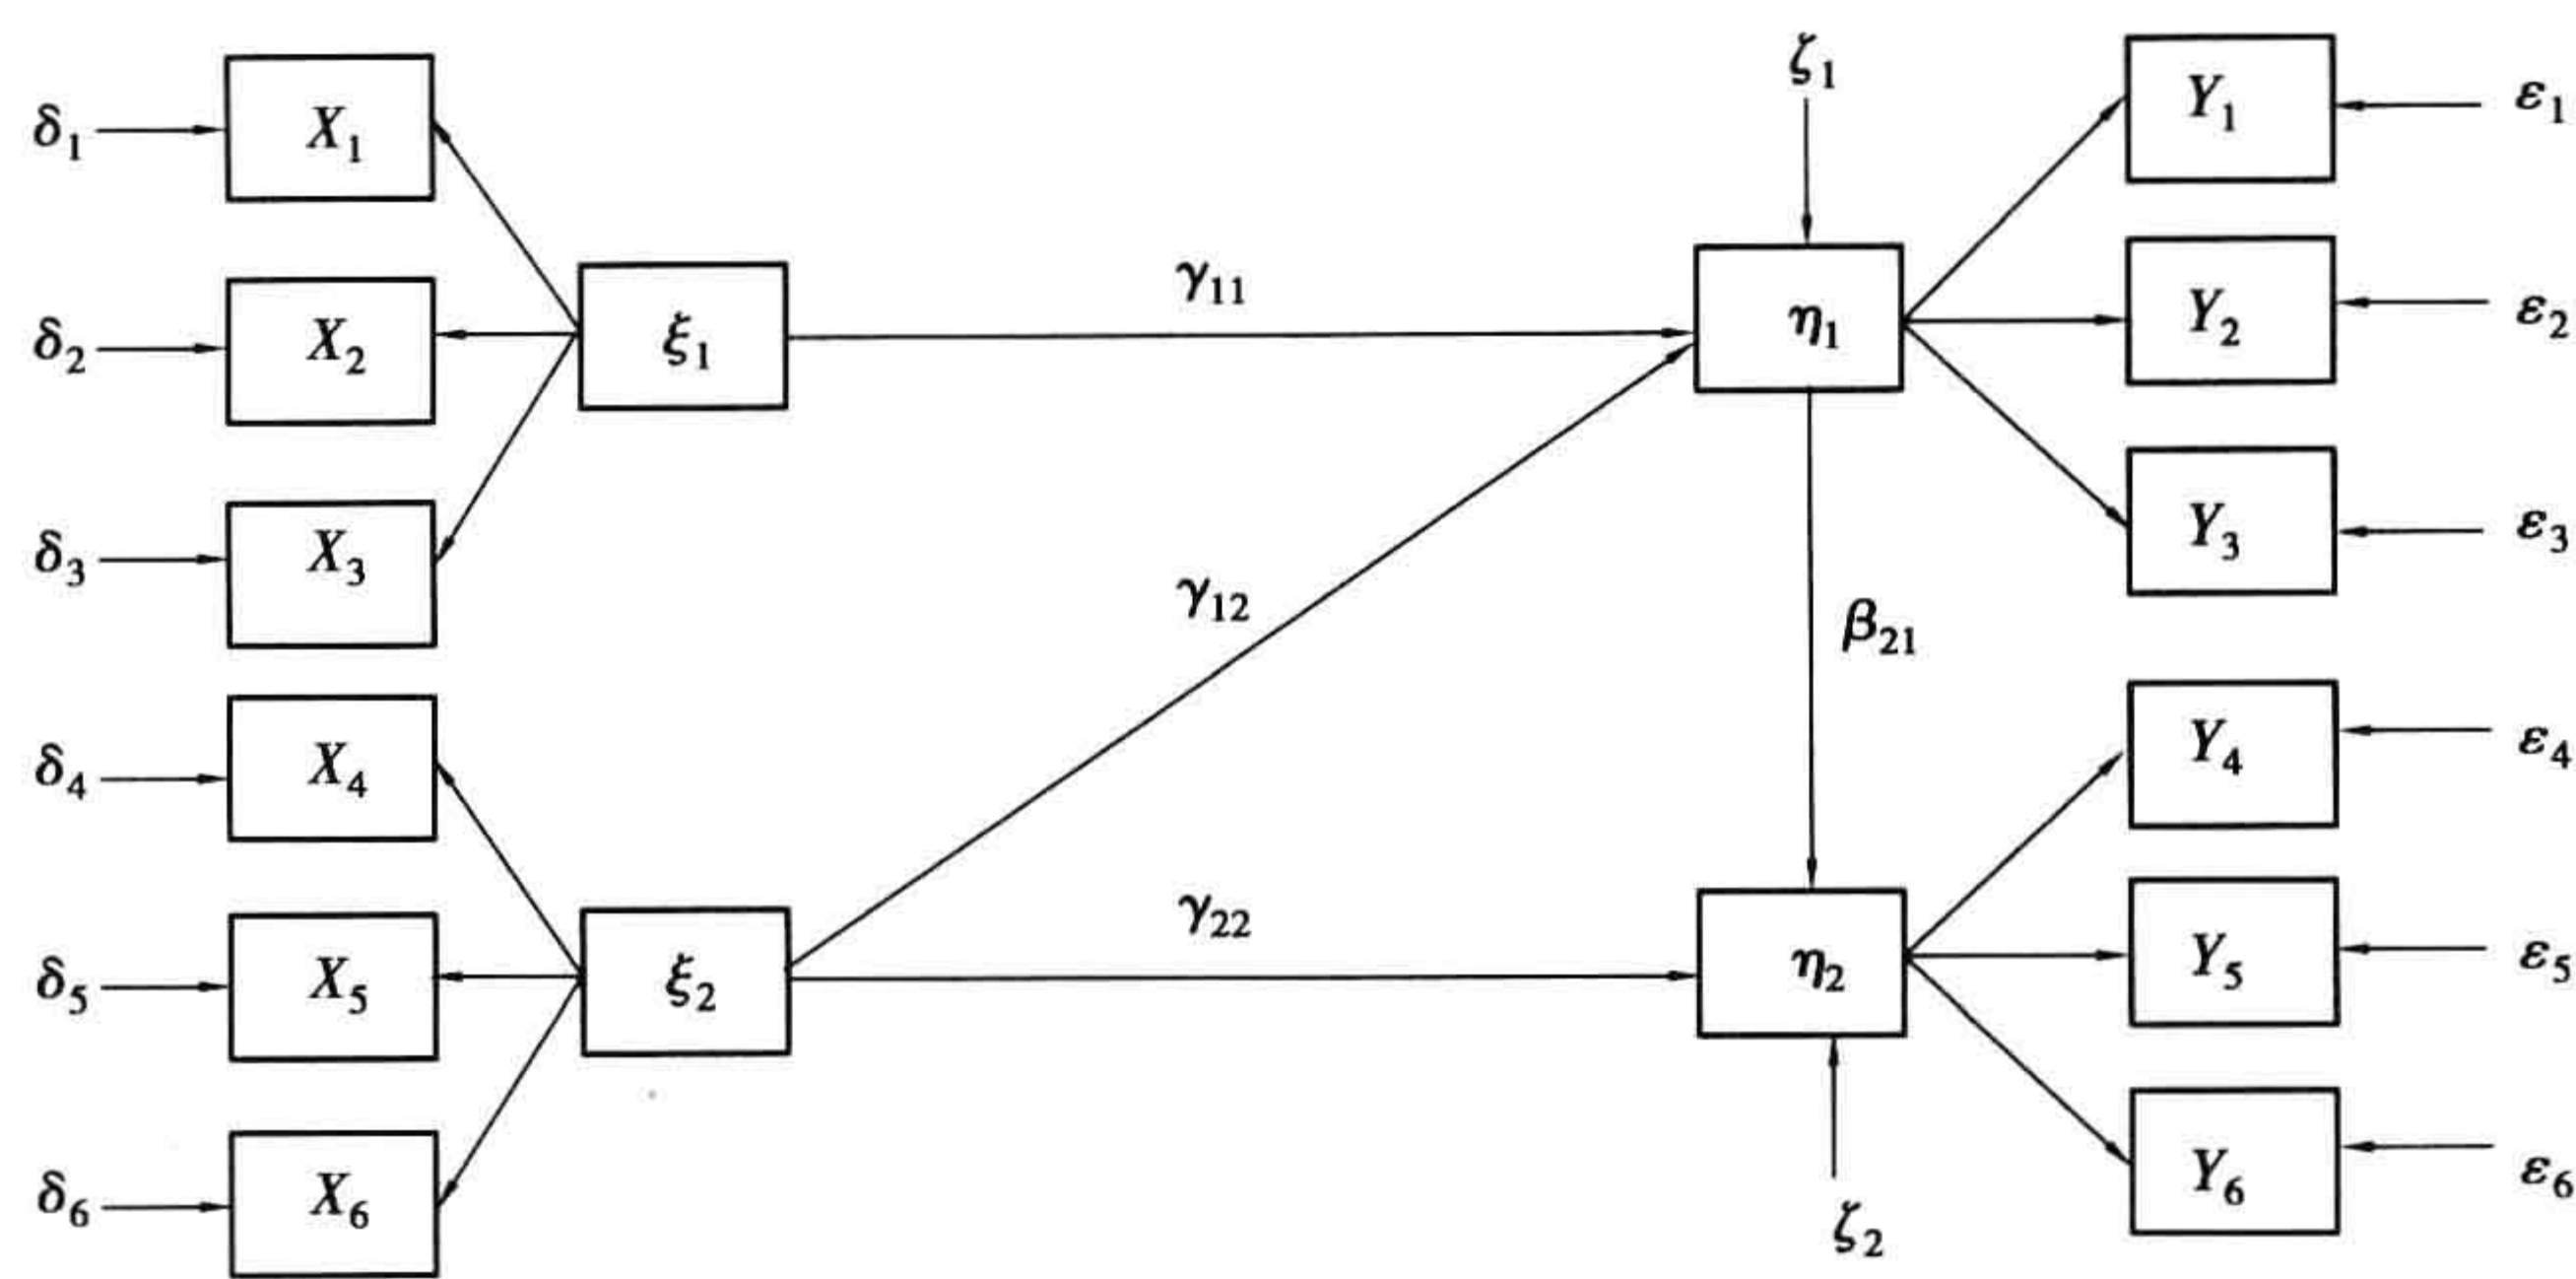 δ₁ X₁
δ₂ X₂
δ₃ X₃
δ₄ X₄
δ₅ X₅
δ₆ X₆
ξ₁
ξ₂
γ₁₁
γ₁₂
γ₂₂
ζ₁
η₁
β₂₁
η₂
ζ₂
Y₁ ε₁
Y₂ ε₂
Y₃ ε₃
Y₄ ε₄
Y₅ ε₅
Y₆ ε₆